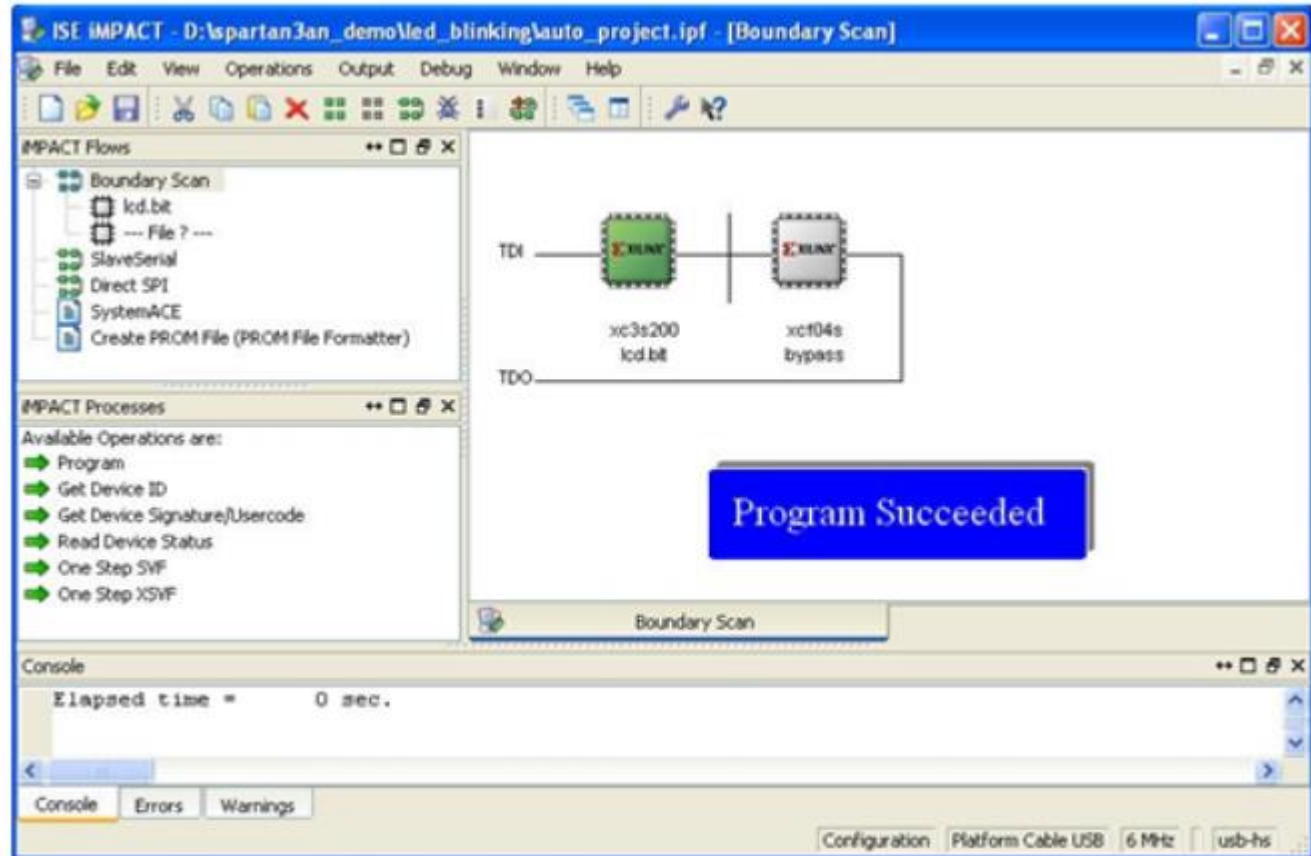 ISE iMPACT - D:\spartan3an_demo\led_blinking\auto_project.ipf - [Boundary Scan]
File Edit View Operations Output Debug Window Help
iMPACT Flows
Boundary Scan
lcd.bit
--- File ? ---
SlaveSerial
Direct SPI
SystemACE
Create PROM File (PROM File Formatter)
TDI
XILINX XILINX
xc3s200 xcf04s
lcd.bit bypass
TDO
iMPACT Processes
Available Operations are:
Program
Get Device ID
Get Device Signature/Usercode
Read Device Status
One Step SVF
One Step XSVF
Program Succeeded
Boundary Scan
Console
Elapsed time = 0 sec.
Console Errors Warnings
Configuration Platform Cable USB 6 MHz usb-hs